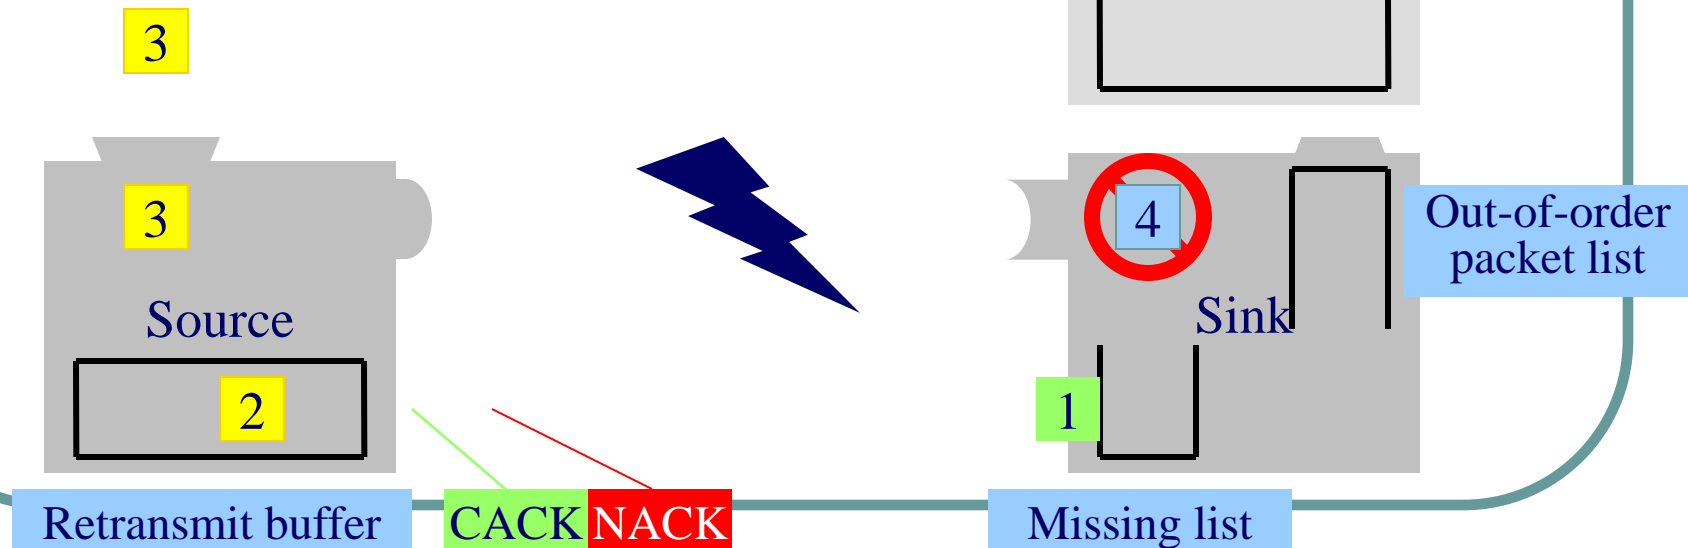 3
3
4
Out-of-order
packet list
Source
Sink
2
1
Retransmit buffer
CACK
NACK
Missing list